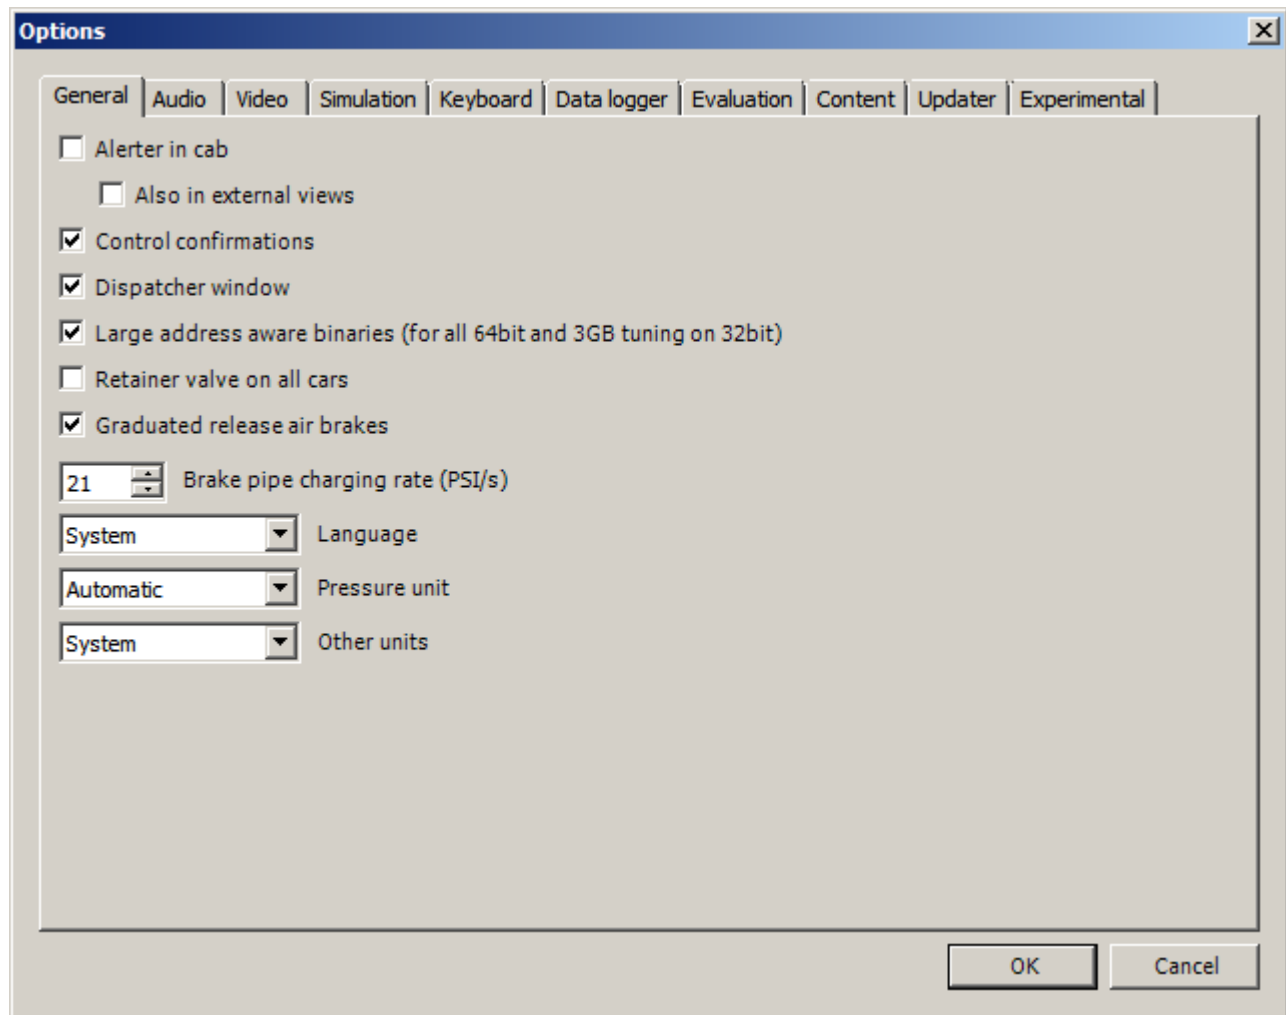 Options
General Audio Video Simulation Keyboard Data logger Evaluation Content Updater Experimental
Alerter in cab
Also in external views
Control confirmations
Dispatcher window
Large address aware binaries (for all 64bit and 3GB tuning on 32bit)
Retainer valve on all cars
Graduated release air brakes
21 Brake pipe charging rate (PSI/s)
System Language
Automatic Pressure unit
System Other units
OK Cancel